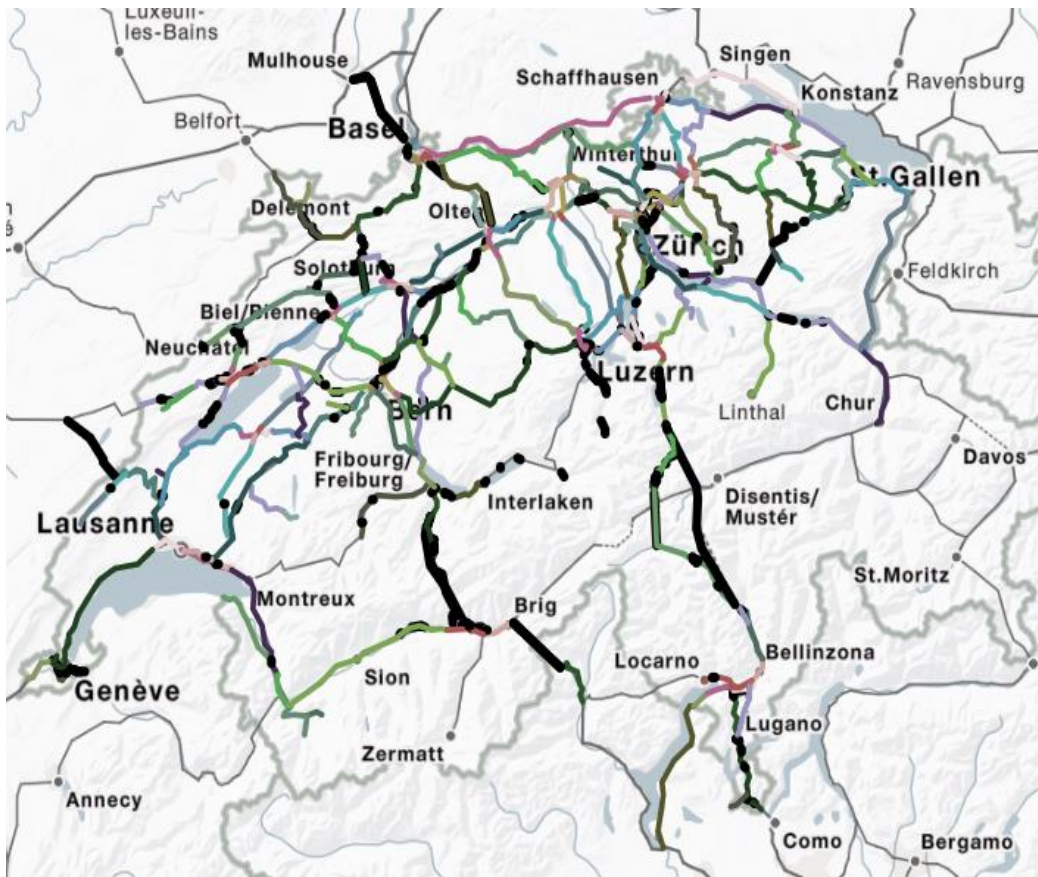 Luxeuil-
les-Bains
Mulhouse
Singen
Schaffhausen
Konstanz
Ravensburg
Belfort
Basel
Winterthur
St Gallen
Delémont
Olten
Zürich
Solothurn
Feldkirch
Biel/Bienne
Neuchâtel
Luzern
Bern
Linthal
Chur
Fribourg/
Freiburg
Davos
Interlaken
Disentis/
Mustér
Lausanne
St.Moritz
Montreux
Brig
Locarno
Bellinzona
Genève
Sion
Lugano
Zermatt
Annecy
Como
Bergamo